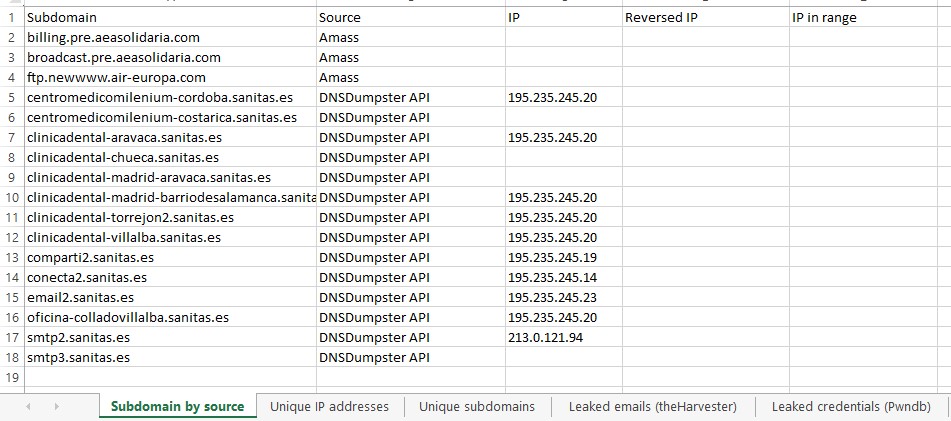 1 Subdomain Source IP Reversed IP IP in range
2 billing.pre.aeasolidaria.com Amass
3 broadcast.pre.aeasolidaria.com Amass
4 ftp.newwww.air-europa.com Amass
5 centromedicomilenium-cordoba.sanitas.es DNSDumpster API 195.235.245.20
6 centromedicomilenium-costarica.sanitas.es DNSDumpster API
7 clinicadental-aravaca.sanitas.es DNSDumpster API 195.235.245.20
8 clinicadental-chueca.sanitas.es DNSDumpster API
9 clinicadental-madrid-aravaca.sanitas.es DNSDumpster API
10 clinicadental-madrid-barriodesalamanca.sanita DNSDumpster API 195.235.245.20
11 clinicadental-torrejon2.sanitas.es DNSDumpster API 195.235.245.20
12 clinicadental-villalba.sanitas.es DNSDumpster API 195.235.245.20
13 comparti2.sanitas.es DNSDumpster API 195.235.245.19
14 conecta2.sanitas.es DNSDumpster API 195.235.245.14
15 email2.sanitas.es DNSDumpster API 195.235.245.23
16 oficina-colladovillalba.sanitas.es DNSDumpster API 195.235.245.20
17 smtp2.sanitas.es DNSDumpster API 213.0.121.94
18 smtp3.sanitas.es DNSDumpster API
19
Subdomain by source Unique IP addresses Unique subdomains Leaked emails (theHarvester) Leaked credentials (Pwndb)